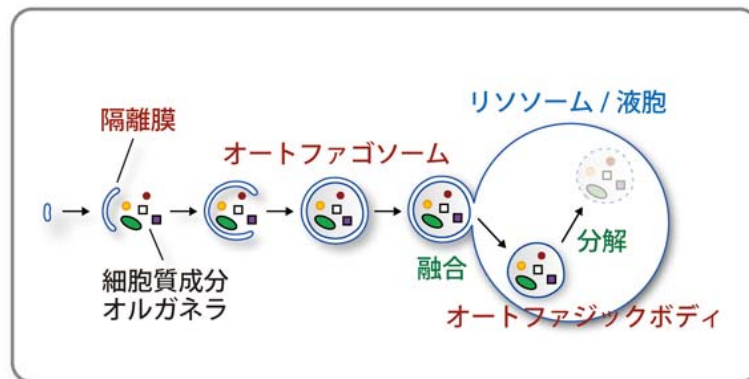 隔離膜
細胞質成分
オルガネラ
オートファゴソーム
融合
リソソーム / 液胞
分解
オートファジックボディ